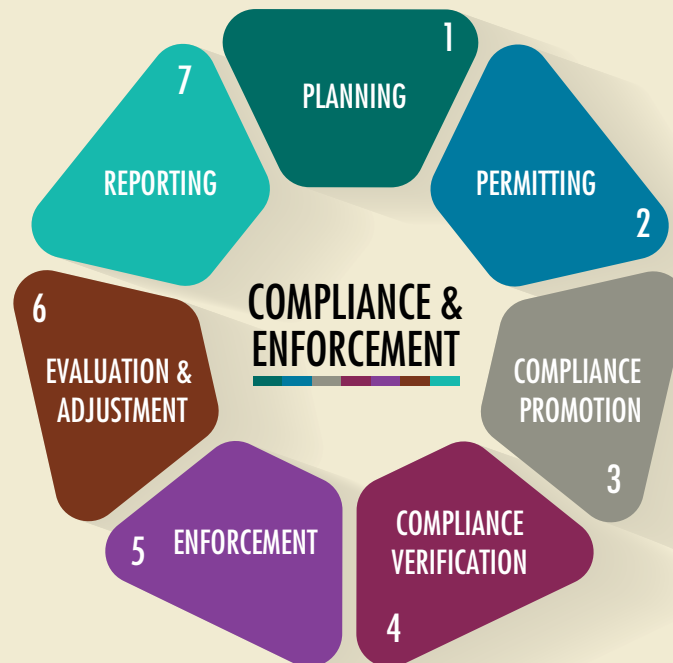 COMPLIANCE &
ENFORCEMENT
1
PLANNING
PERMITTING
2
COMPLIANCE
PROMOTION
3
COMPLIANCE
VERIFICATION
4
5
ENFORCEMENT
6
EVALUATION &
ADJUSTMENT
7
REPORTING